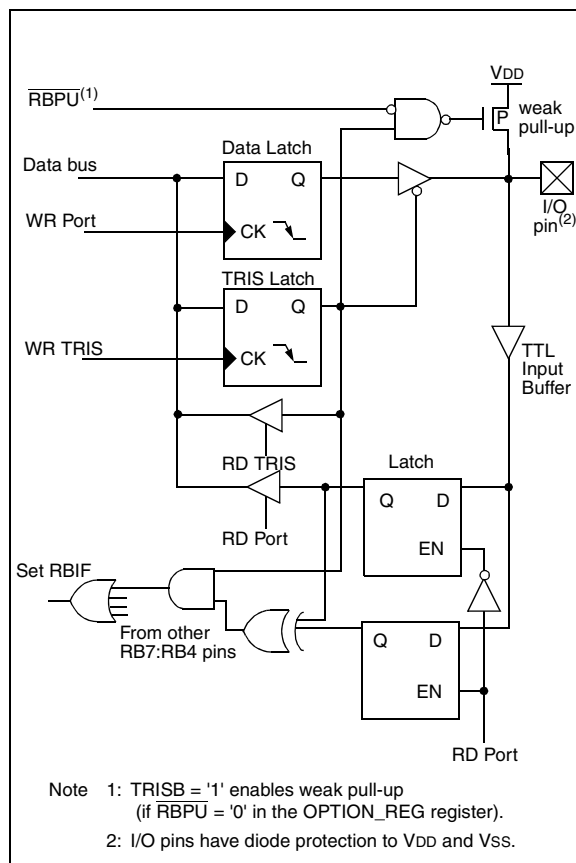 VDD
RBPU(1)
P
weak
pull-up
Data bus
Data Latch
D Q
I/O
pin(2)
WR Port
CK
TRIS Latch
D Q
WR TRIS
CK
TTL
Input
Buffer
RD TRIS
Latch
Q D
RD Port
EN
Set RBIF
From other
RB7:RB4 pins
Q D
EN
RD Port
Note 1: TRISB = '1' enables weak pull-up
(if RBPU = '0' in the OPTION_REG register).
2: I/O pins have diode protection to VDD and VSS.